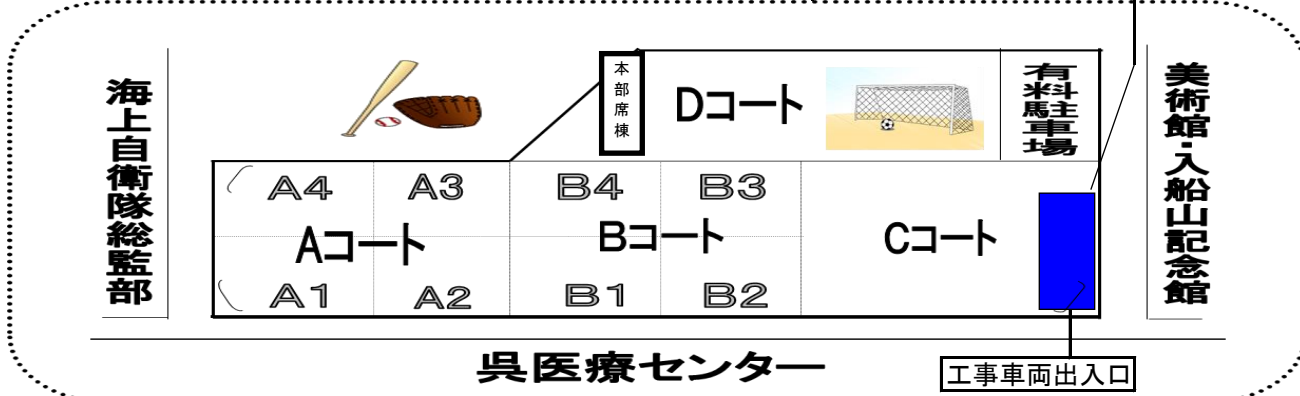 海上自衛隊総監部
本部席棟
Dコート
有料駐車場
美術館・入船山記念館
A4
A3
B4
B3
Aコート
Bコート
Cコート
A1
A2
B1
B2
呉医療センター
工事車両出入口